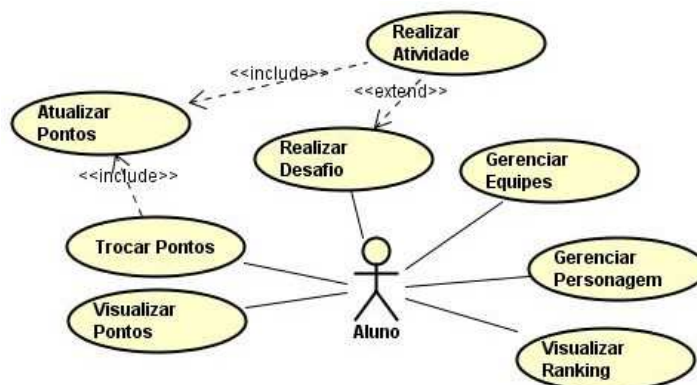 Realizar
Atividade
<<include>>
<<extend>>
Atualizar
Pontos
Realizar
Desafio
Gerenciar
Equipes
<<include>>
Trocar Pontos
Gerenciar
Personagem
Visualizar
Pontos
Aluno
Visualizar
Ranking